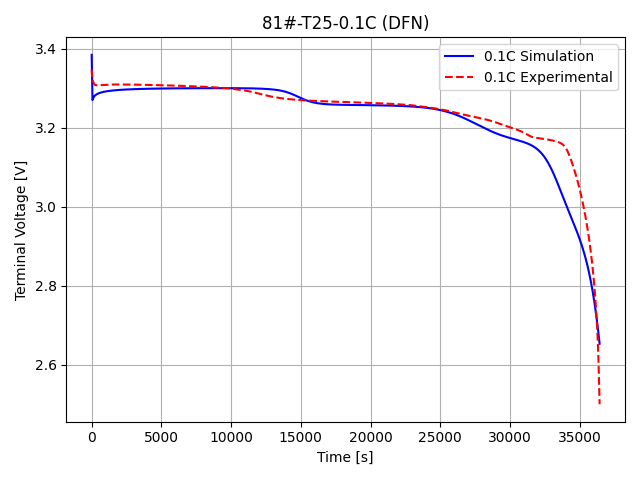 81#-T25-0.1C (DFN)
Terminal Voltage [V]
3.4
3.2
3.0
2.8
2.6
0.1C Simulation
0.1C Experimental
0 5000 10000 15000 20000 25000 30000 35000
Time [s]